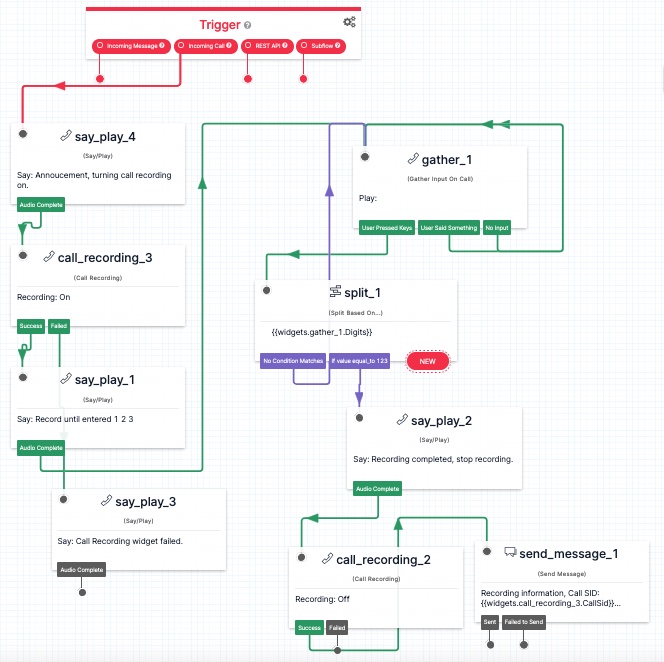 Trigger ?
Incoming Message ?
Incoming Call ?
REST API ?
Subflow ?
say_play_4
(Say/Play)
Say: Annoucement, turning call recording
on.
Audio Complete
gather_1
(Gather Input On Call)
Play:
User Pressed Keys
User Said Something
No Input
call_recording_3
(Call Recording)
Recording: On
Success
Failed
split_1
(Split Based On...)
{{widgets.gather_1.Digits}}
No Condition Matches
If value equal_to 123
NEW
say_play_1
(Say/Play)
Say: Record until entered 1 2 3
Audio Complete
say_play_2
(Say/Play)
Say: Recording completed, stop recording.
Audio Complete
say_play_3
(Say/Play)
Say: Call Recording widget failed.
Audio Complete
call_recording_2
(Call Recording)
Recording: Off
Success
Failed
send_message_1
(Send Message)
Recording information, Call SID:
{{widgets.call_recording_3.CallSid}}...
Sent
Failed to Send